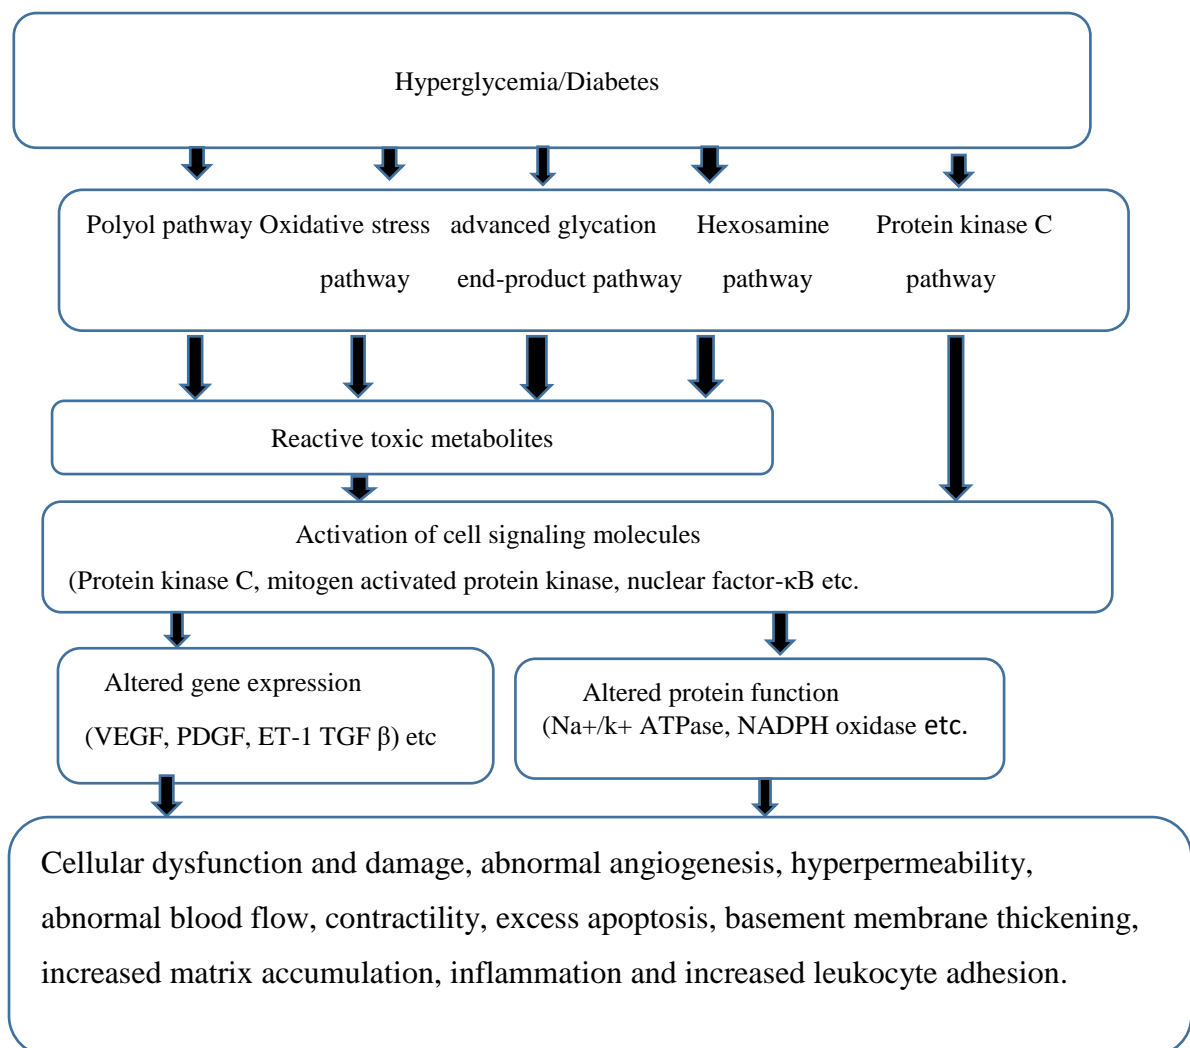 Hyperglycemia/Diabetes
Polyol pathway Oxidative stress advanced glycation Hexosamine Protein kinase C
pathway end-product pathway pathway pathway
Reactive toxic metabolites
Activation of cell signaling molecules
(Protein kinase C, mitogen activated protein kinase, nuclear factor-κB etc.
Altered gene expression
(VEGF, PDGF, ET-1 TGF β) etc
Altered protein function
(Na+/k+ ATPase, NADPH oxidase etc.
Cellular dysfunction and damage, abnormal angiogenesis, hyperpermeability,
abnormal blood flow, contractility, excess apoptosis, basement membrane thickening,
increased matrix accumulation, inflammation and increased leukocyte adhesion.